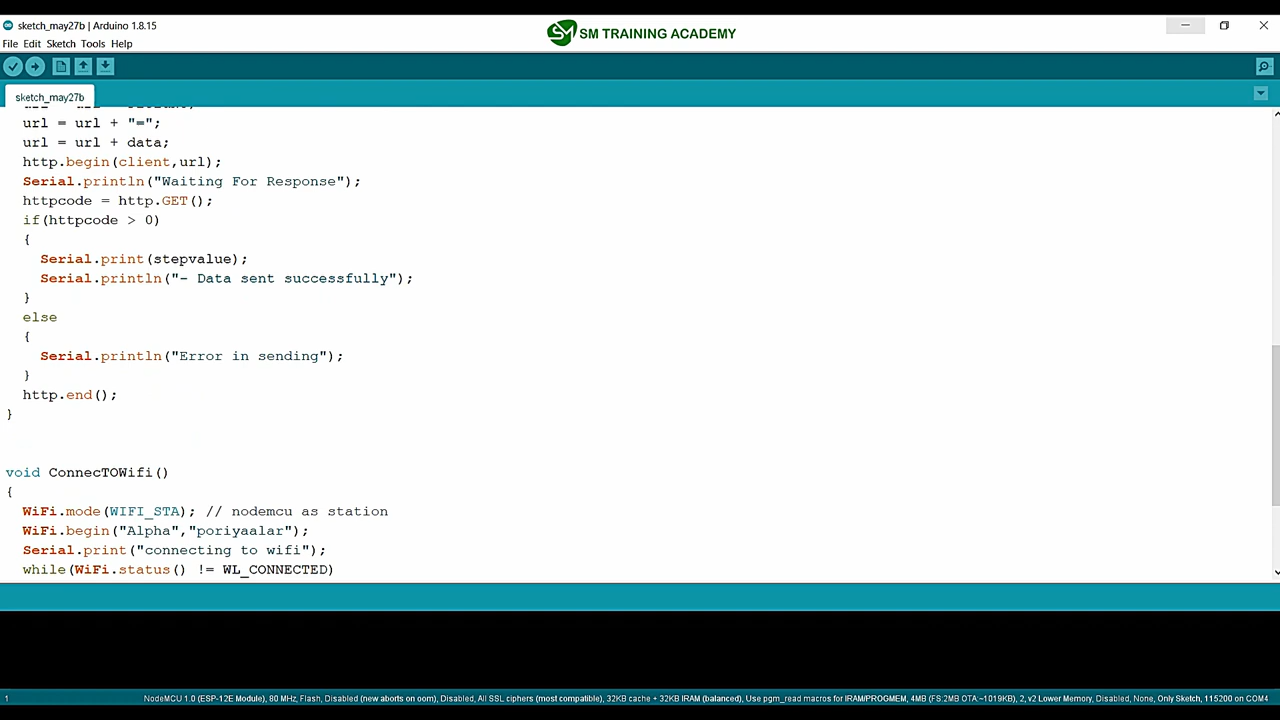 sketch_may27b | Arduino 1.8.15
SM TRAINING ACADEMY
File Edit Sketch Tools Help
sketch_may27b
url = url + "=";
url = url + data;
http.begin(client,url);
Serial.println("Waiting For Response");
httpcode = http.GET();
if(httpcode > 0)
{
Serial.print(stepvalue);
Serial.println("- Data sent successfully");
}
else
{
Serial.println("Error in sending");
}
http.end();
}
void ConnecTOWifi()
{
WiFi.mode(WIFI_STA); // nodemcu as station
WiFi.begin("Alpha","poriyaalar");
Serial.print("connecting to wifi");
while(WiFi.status() != WL_CONNECTED)
1
NodeMCU 1.0 (ESP-12E Module), 80 MHz, Flash, Disabled (new aborts on oom), Disabled, All SSL ciphers (most compatible), 32KB cache + 32KB IRAM (balanced), Use pgm_read macros for IRAM/PROGMEM, 4MB (FS:2MB OTA:~1019KB), 2, v2 Lower Memory, Disabled, None, Only Sketch, 115200 on COM4